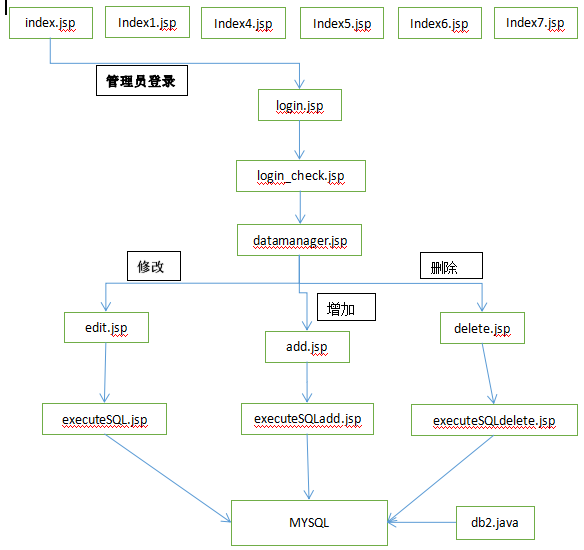 index.jsp
Index1.jsp
Index4.jsp
Index5.jsp
Index6.jsp
Index7.jsp
管理员登录
login.jsp
login_check.jsp
datamanager.jsp
修改
删除
增加
edit.jsp
add.jsp
delete.jsp
executeSQL.jsp
executeSQLadd.jsp
executeSQLdelete.jsp
MYSQL
db2.java